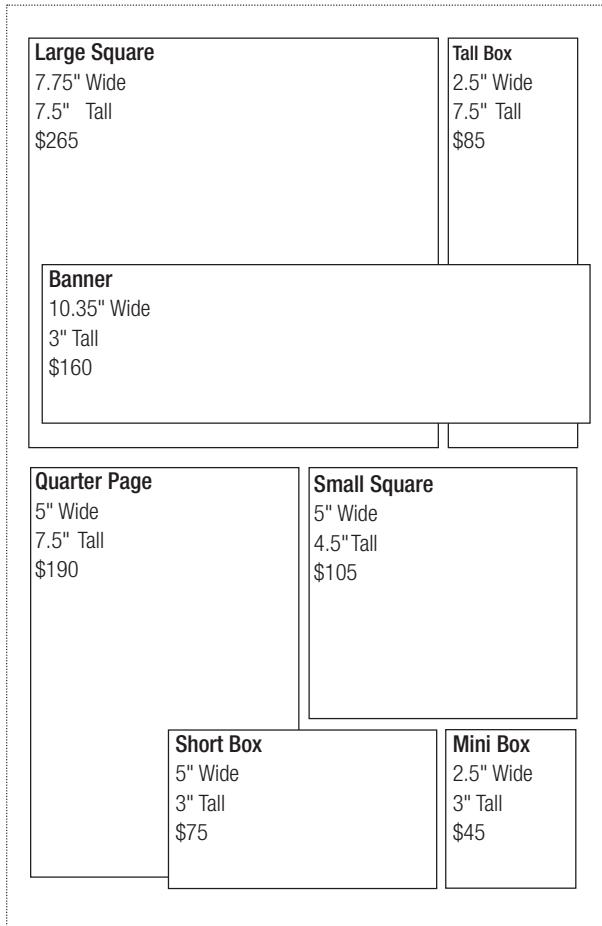 Large Square
7.75" Wide
7.5" Tall
$265
Tall Box
2.5" Wide
7.5" Tall
$85
Banner
10.35" Wide
3" Tall
$160
Quarter Page
5" Wide
7.5" Tall
$190
Small Square
5" Wide
4.5"Tall
$105
Short Box
5" Wide
3" Tall
$75
Mini Box
2.5" Wide
3" Tall
$45